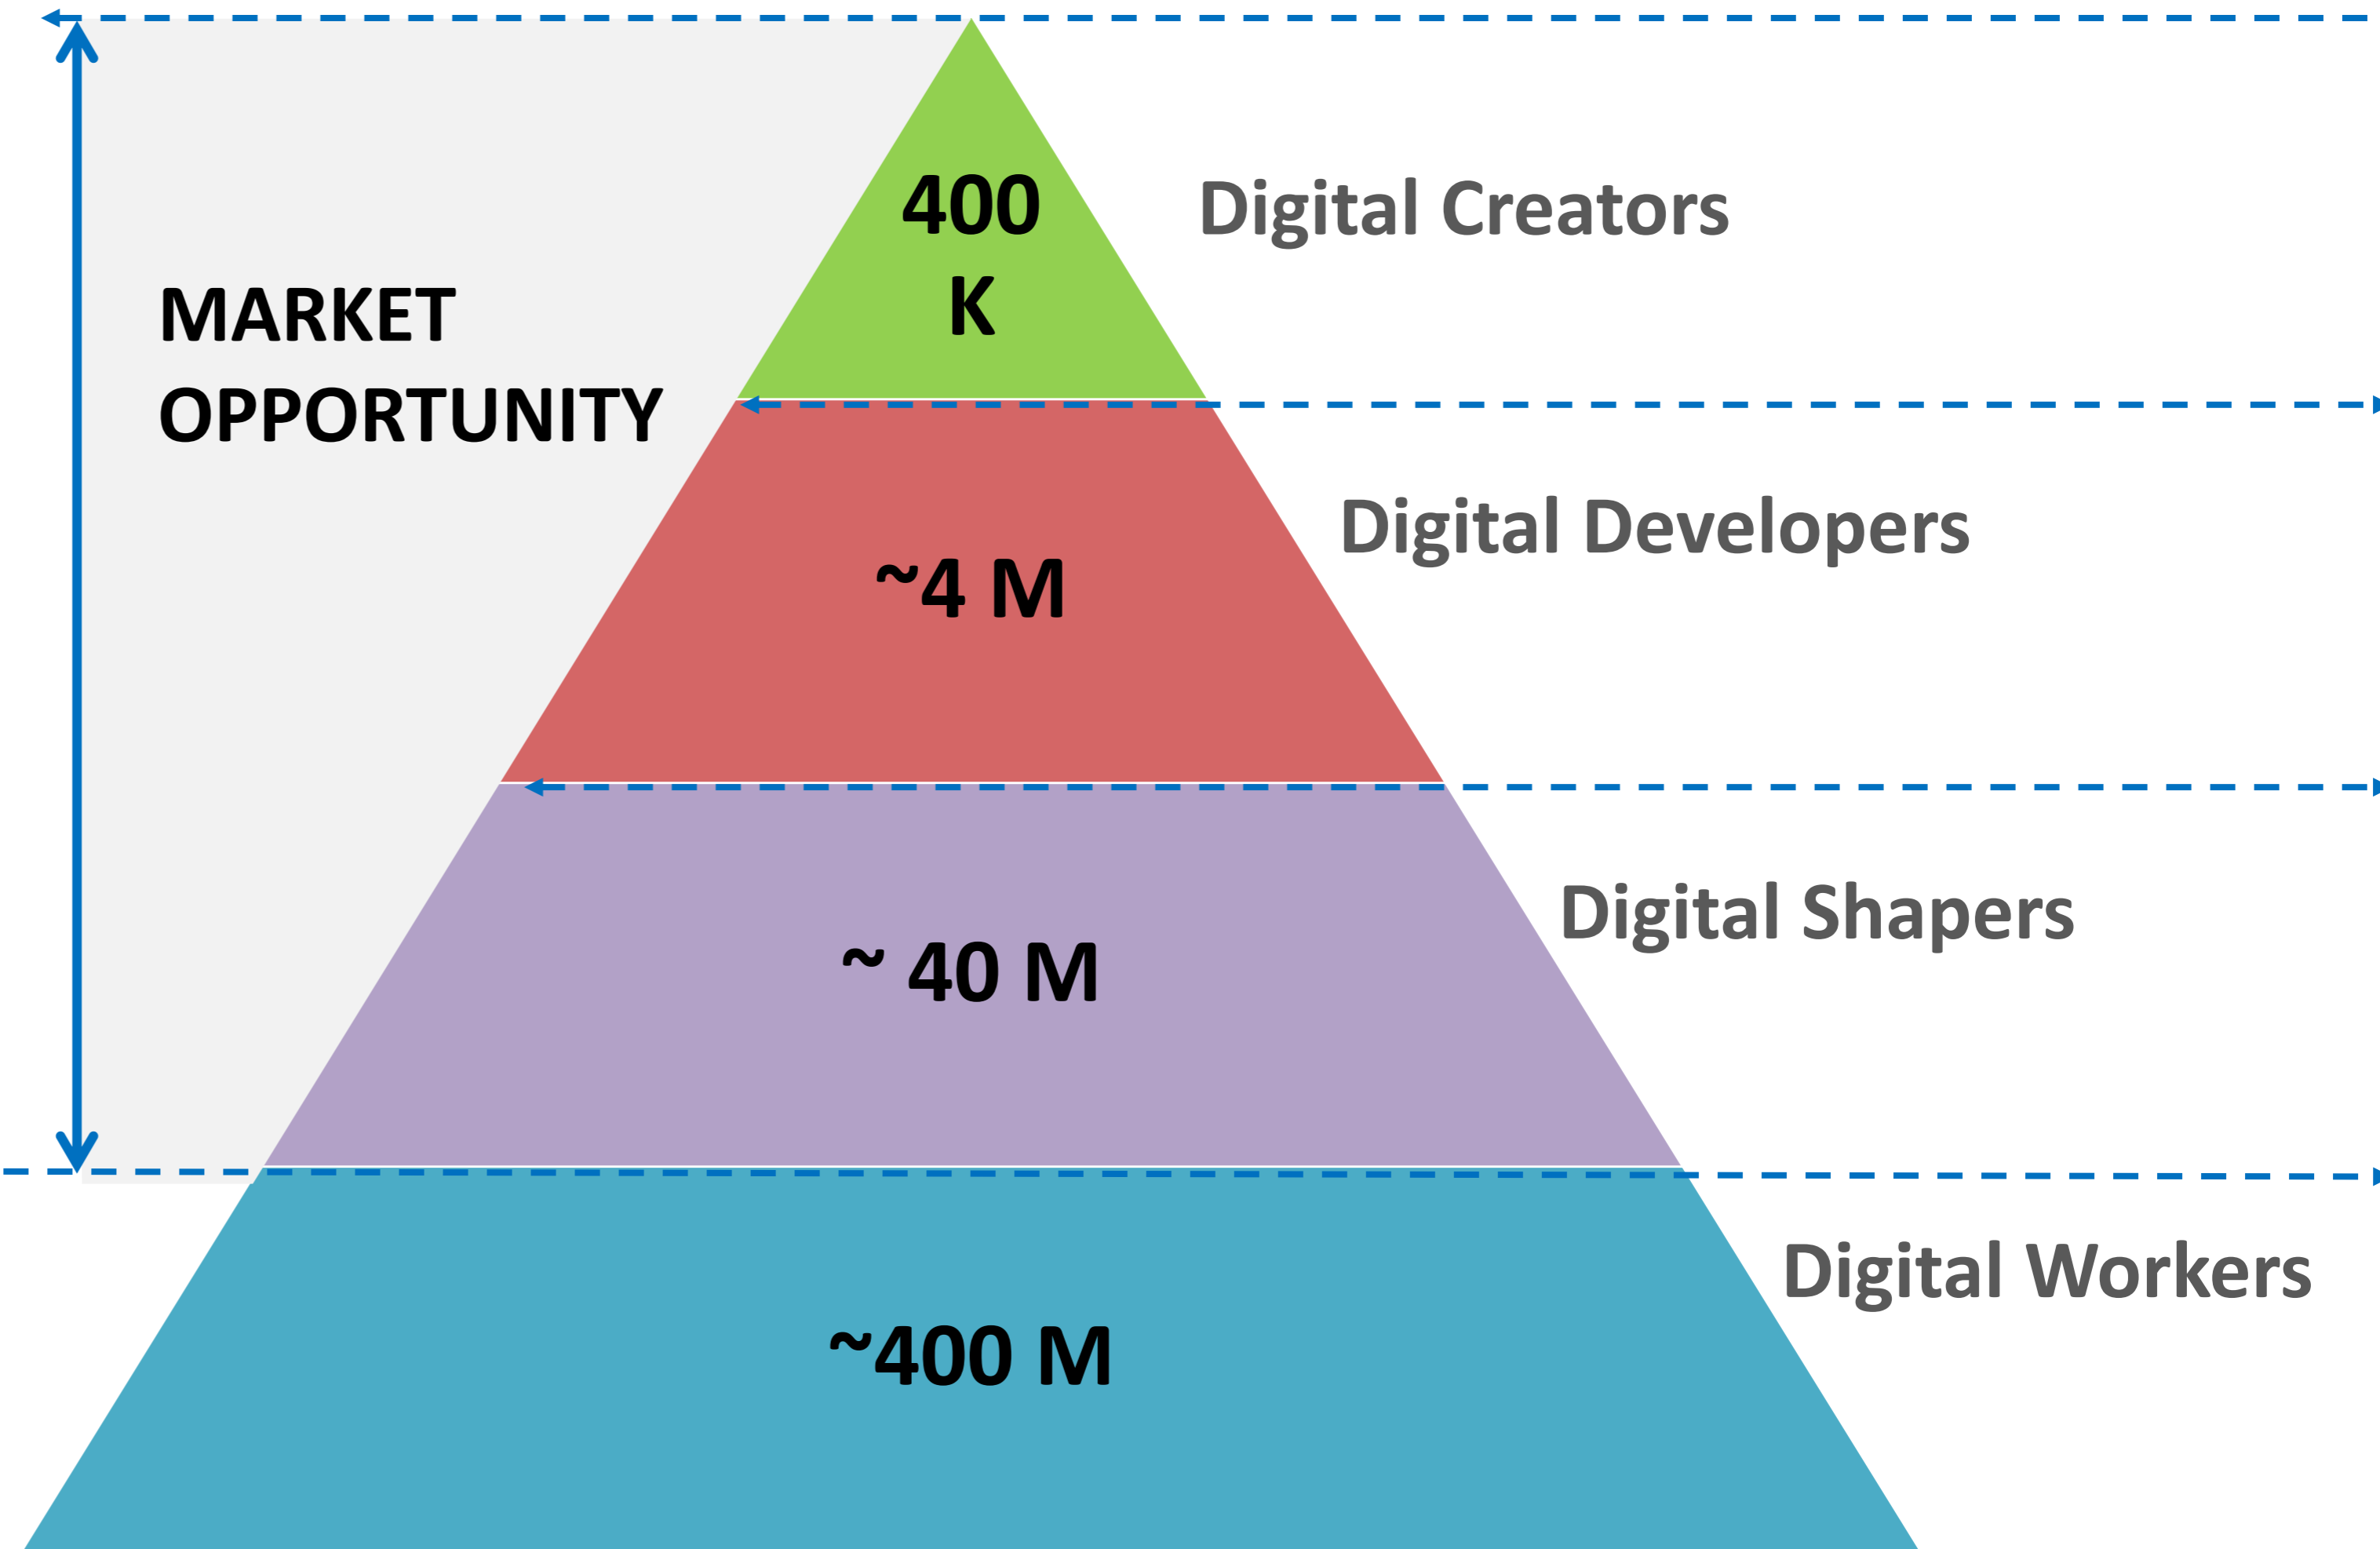 400
K
Digital Creators
MARKET
OPPORTUNITY
Digital Developers
~4 M
Digital Shapers
~ 40 M
Digital Workers
~400 M